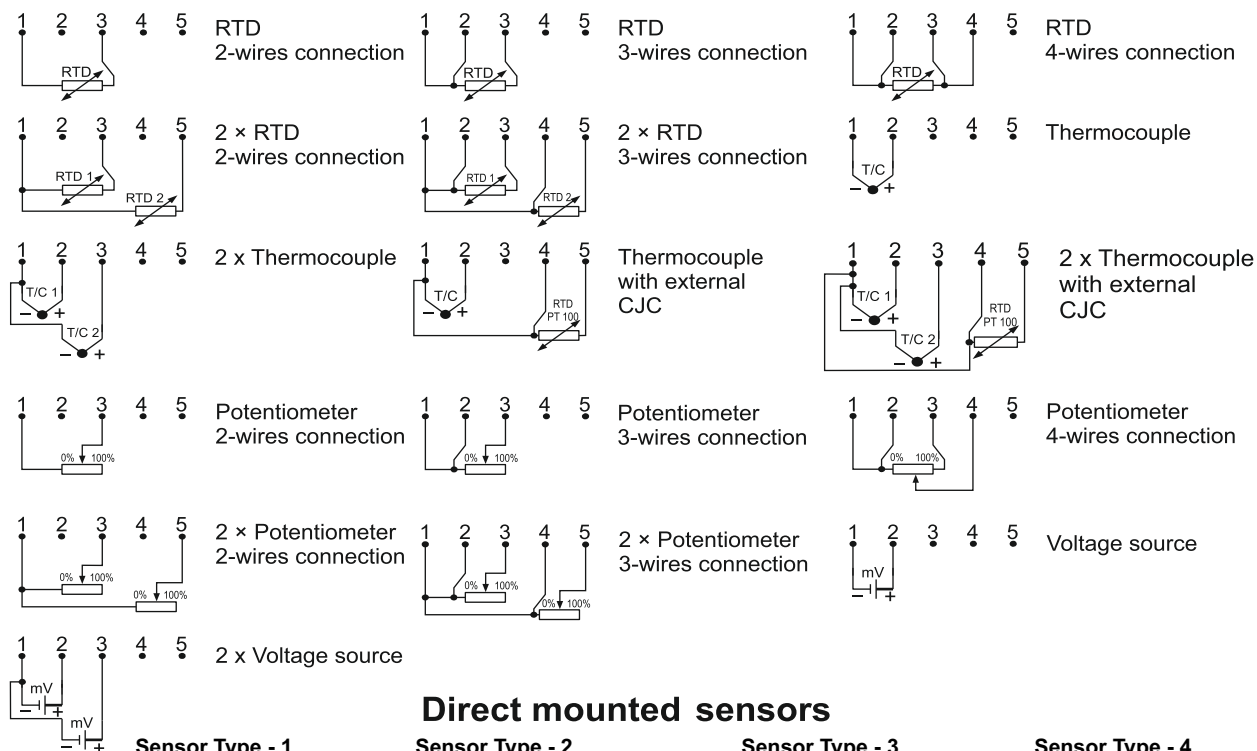 1 2 3 4 5
RTD
2-wires connection
RTD
1 2 3 4 5
RTD
3-wires connection
RTD
1 2 3 4 5
RTD
4-wires connection
RTD
1 2 3 4 5
2 × RTD
2-wires connection
RTD 1
RTD 2
1 2 3 4 5
2 × RTD
3-wires connection
RTD 1
RTD 2
1 2 3 4 5
Thermocouple
T/C
− +
1 2 3 4 5
2 x Thermocouple
T/C 1
− +
T/C 2
− +
1 2 3 4 5
Thermocouple
with external
CJC
T/C
− +
RTD
PT 100
1 2 3 4 5
2 x Thermocouple
with external
CJC
T/C 1
− +
T/C 2
− +
RTD
PT 100
1 2 3 4 5
Potentiometer
2-wires connection
0% 100%
1 2 3 4 5
Potentiometer
3-wires connection
0% 100%
1 2 3 4 5
Potentiometer
4-wires connection
0% 100%
1 2 3 4 5
2 × Potentiometer
2-wires connection
0% 100%
0% 100%
1 2 3 4 5
2 × Potentiometer
3-wires connection
0% 100%
0% 100%
1 2 3 4 5
Voltage source
mV
− +
1 2 3 4 5
2 x Voltage source
mV
− +
mV
− +
Direct mounted sensors
Sensor Type - 1
Sensor Type - 2
Sensor Type - 3
Sensor Type - 4